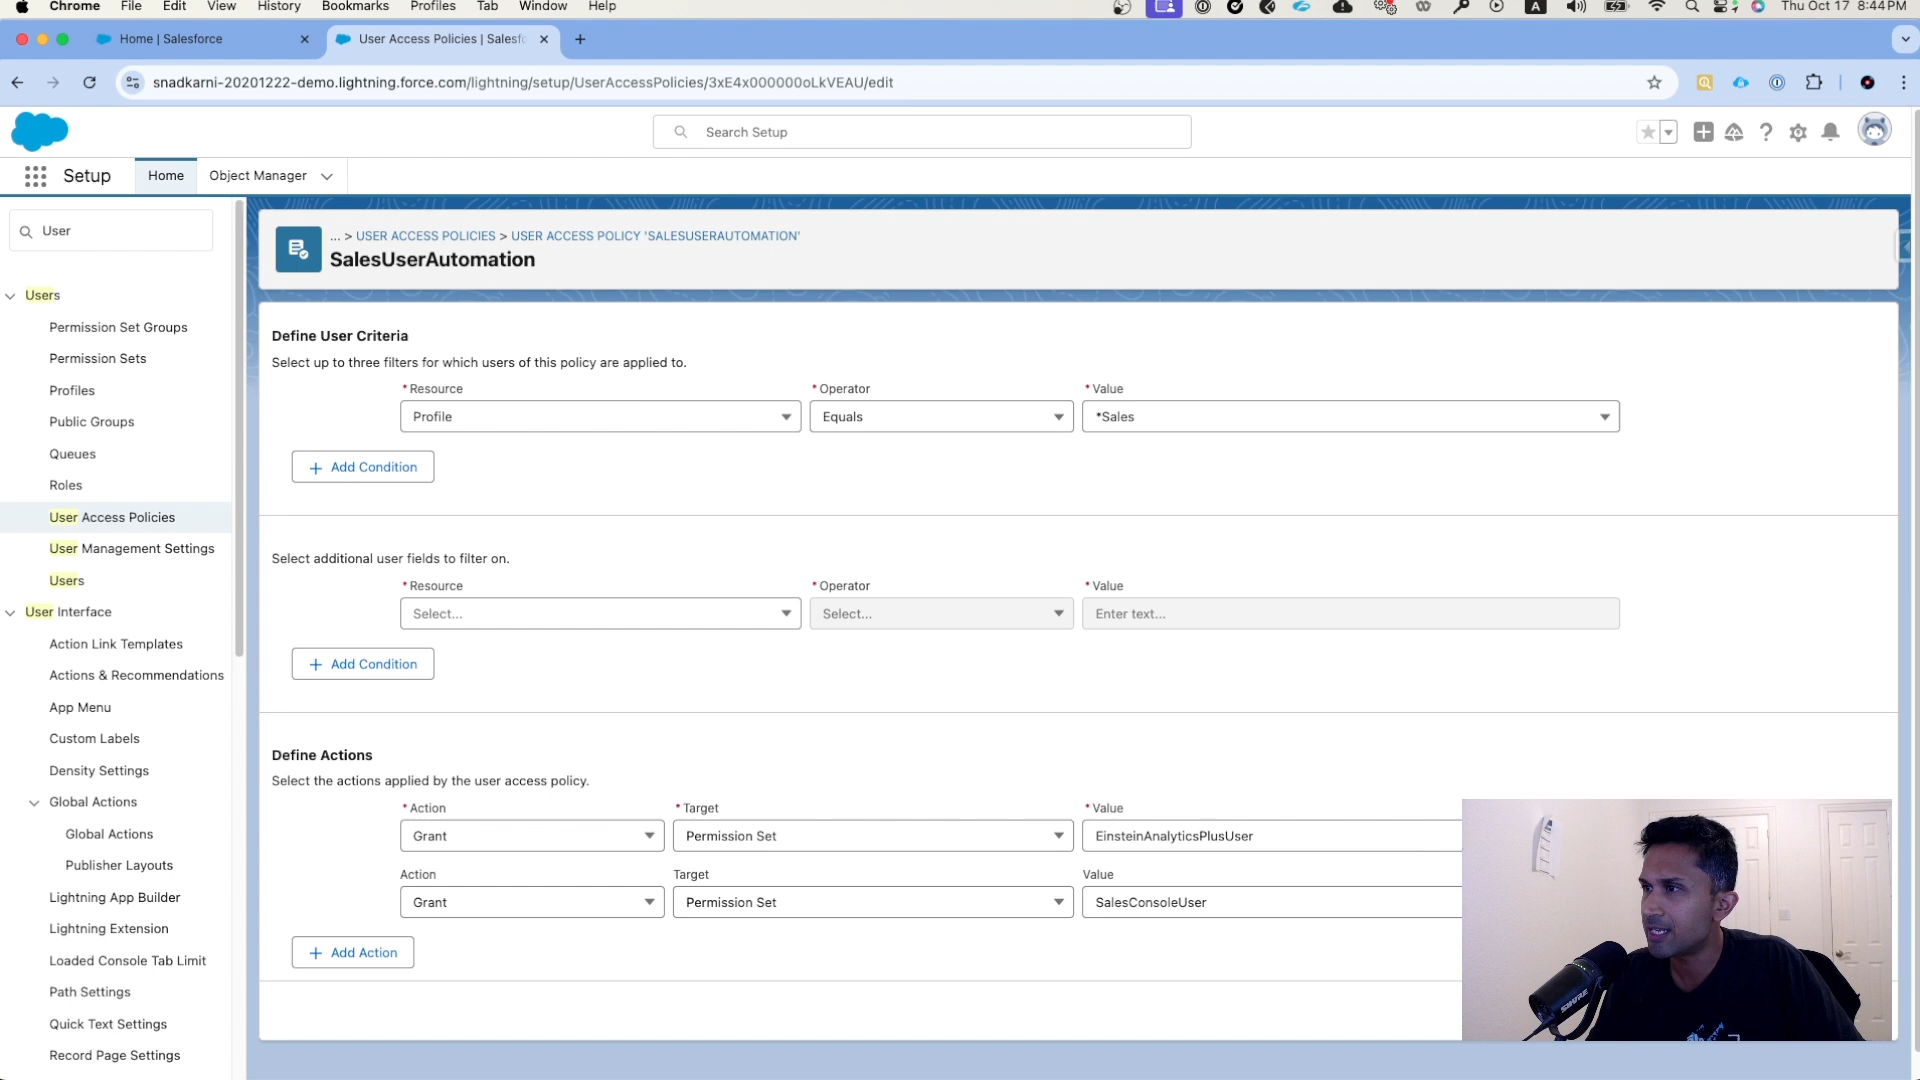 Chrome File Edit View History Bookmarks Profiles Tab Window Help
Thu Oct 17 8:44 PM
Home | Salesforce
User Access Policies | Salesfo
snadkarni-20201222-demo.lightning.force.com/lightning/setup/UserAccessPolicies/3xE4x000000oLkVEAU/edit
Search Setup
Setup
Home
Object Manager
User
Users
Permission Set Groups
Permission Sets
Profiles
Public Groups
Queues
Roles
User Access Policies
User Management Settings
Users
User Interface
Action Link Templates
Actions & Recommendations
App Menu
Custom Labels
Density Settings
Global Actions
Global Actions
Publisher Layouts
Lightning App Builder
Lightning Extension
Loaded Console Tab Limit
Path Settings
Quick Text Settings
Record Page Settings
... > USER ACCESS POLICIES > USER ACCESS POLICY 'SALESUSERAUTOMATION'
SalesUserAutomation
Define User Criteria
Select up to three filters for which users of this policy are applied to.
* Resource * Operator * Value
Profile Equals *Sales
+ Add Condition
Select additional user fields to filter on.
* Resource * Operator * Value
Select... Select... Enter text...
+ Add Condition
Define Actions
Select the actions applied by the user access policy.
* Action * Target * Value
Grant Permission Set EinsteinAnalyticsPlusUser
Action Target Value
Grant Permission Set SalesConsoleUser
+ Add Action
SHURE